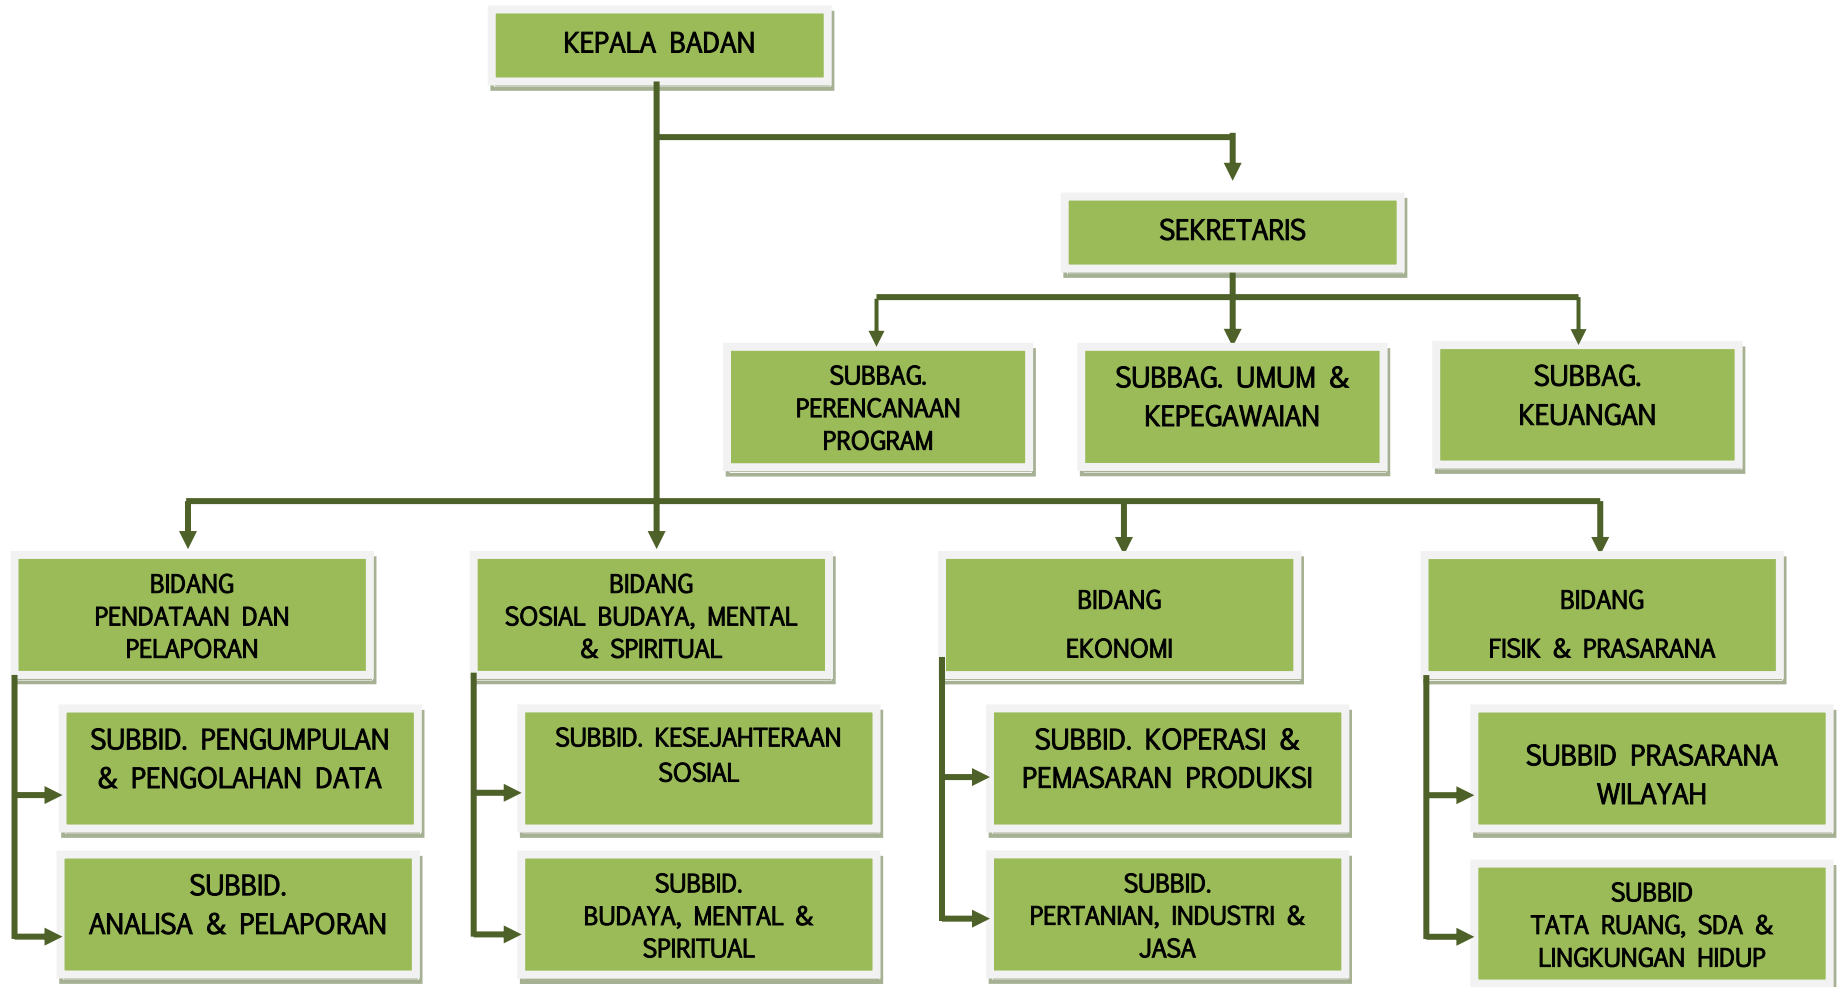 KEPALA BADAN
SEKRETARIS
SUBBAG.
PERENCANAAN
PROGRAM
SUBBAG. UMUM &
KEPEGAWAIAN
SUBBAG.
KEUANGAN
BIDANG
PENDATAAN DAN
PELAPORAN
BIDANG
SOSIAL BUDAYA, MENTAL
& SPIRITUAL
BIDANG
EKONOMI
BIDANG
FISIK & PRASARANA
SUBBID. PENGUMPULAN
& PENGOLAHAN DATA
SUBBID. KESEJAHTERAAN
SOSIAL
SUBBID. KOPERASI &
PEMASARAN PRODUKSI
SUBBID PRASARANA
WILAYAH
SUBBID.
ANALISA & PELAPORAN
SUBBID.
BUDAYA, MENTAL &
SPIRITUAL
SUBBID.
PERTANIAN, INDUSTRI &
JASA
SUBBID
TATA RUANG, SDA &
LINGKUNGAN HIDUP